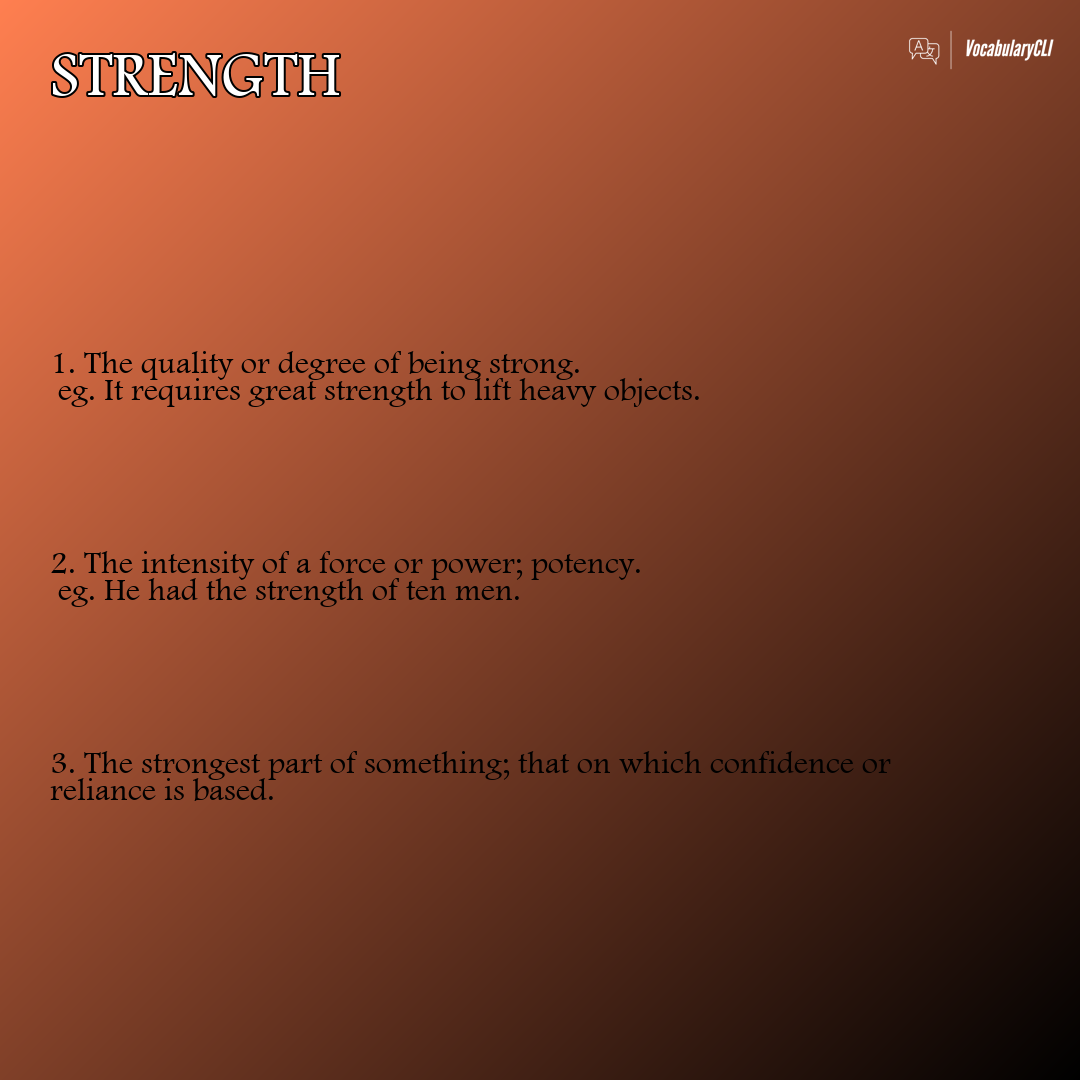 STRENGTH
VocabularyCLI
1. The quality or degree of being strong.
eg. It requires great strength to lift heavy objects.
2. The intensity of a force or power; potency.
eg. He had the strength of ten men.
3. The strongest part of something; that on which confidence or
reliance is based.